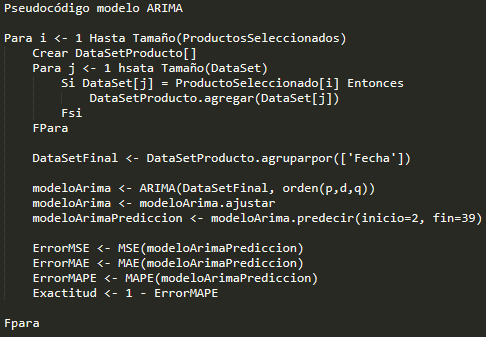 Pseudocódigo modelo ARIMA
Para i <- 1 Hasta Tamaño(ProductosSeleccionados)
Crear DataSetProducto[]
Para j <- 1 hsata Tamaño(DataSet)
Si DataSet[j] = ProductoSeleccionado[i] Entonces
DataSetProducto.agregar(DataSet[j])
Fsi
FPara
DataSetFinal <- DataSetProducto.agruparpor(['Fecha'])
modeloArima <- ARIMA(DataSetFinal, orden(p,d,q))
modeloArima <- modeloArima.ajustar
modeloArimaPrediccion <- modeloArima.predecir(inicio=2, fin=39)
ErrorMSE <- MSE(modeloArimaPrediccion)
ErrorMAE <- MAE(modeloArimaPrediccion)
ErrorMAPE <- MAPE(modeloArimaPrediccion)
Exactitud <- 1 - ErrorMAPE
Fpara